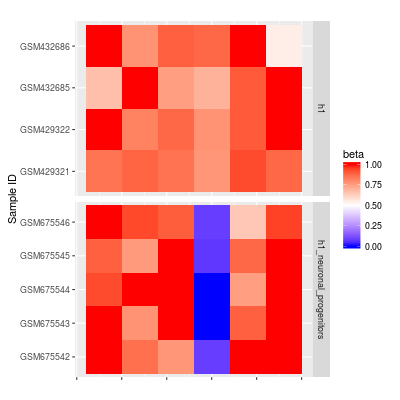 GSM432686
GSM432685
GSM429322
GSM429321
h1
GSM675546
GSM675545
GSM675544
GSM675543
GSM675542
h1_neuronal_progenitors
Sample ID
beta
1.00
0.75
0.50
0.25
0.00